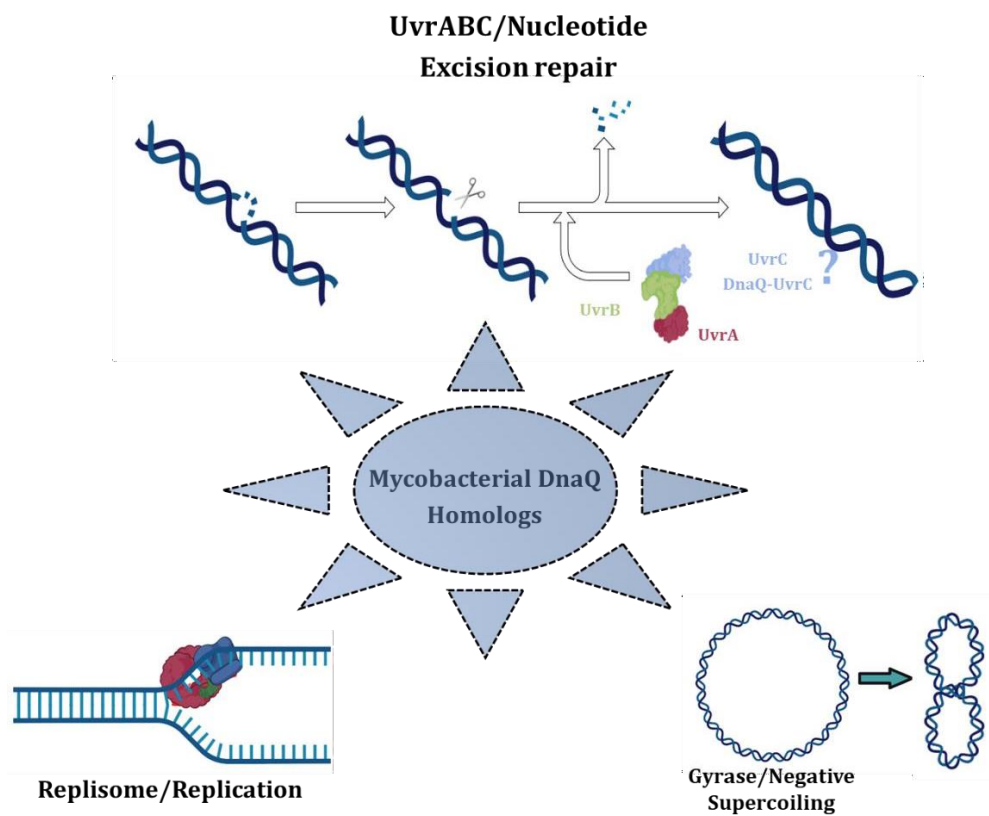 UvrABC/Nucleotide
Excision repair
UvrC
DnaQ-UvrC
?
UvrB
UvrA
Mycobacterial DnaQ
Homologs
Replisome/Replication
Gyrase/Negative
Supercoiling